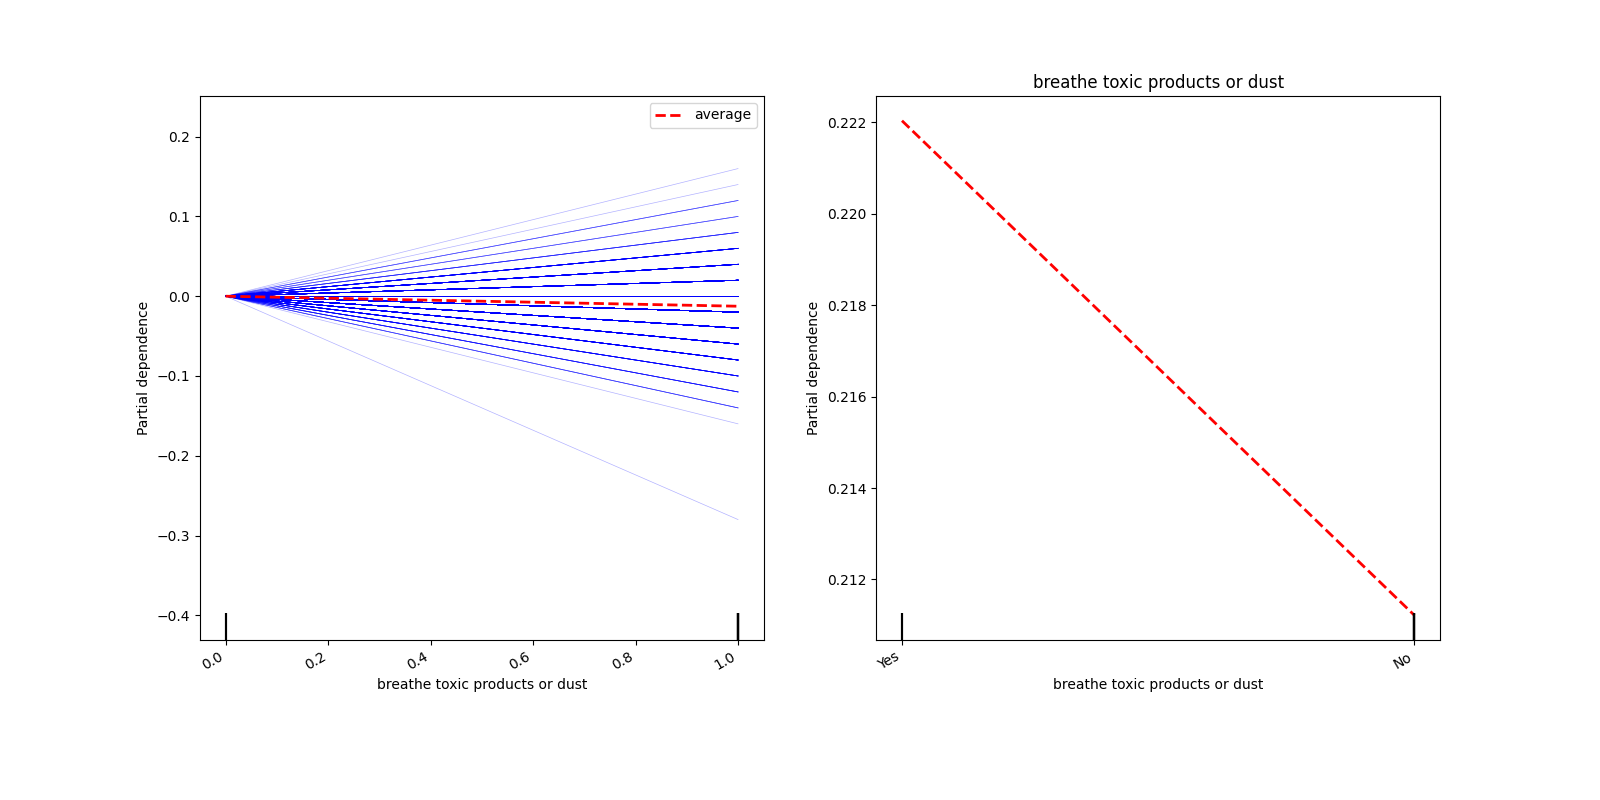 average
0.2
0.1
0.0
−0.1
−0.2
−0.3
−0.4
Partial dependence
0.0
0.2
0.4
0.6
0.8
1.0
breathe toxic products or dust
breathe toxic products or dust
0.222
0.220
0.218
0.216
0.214
0.212
Partial dependence
Yes
No
breathe toxic products or dust